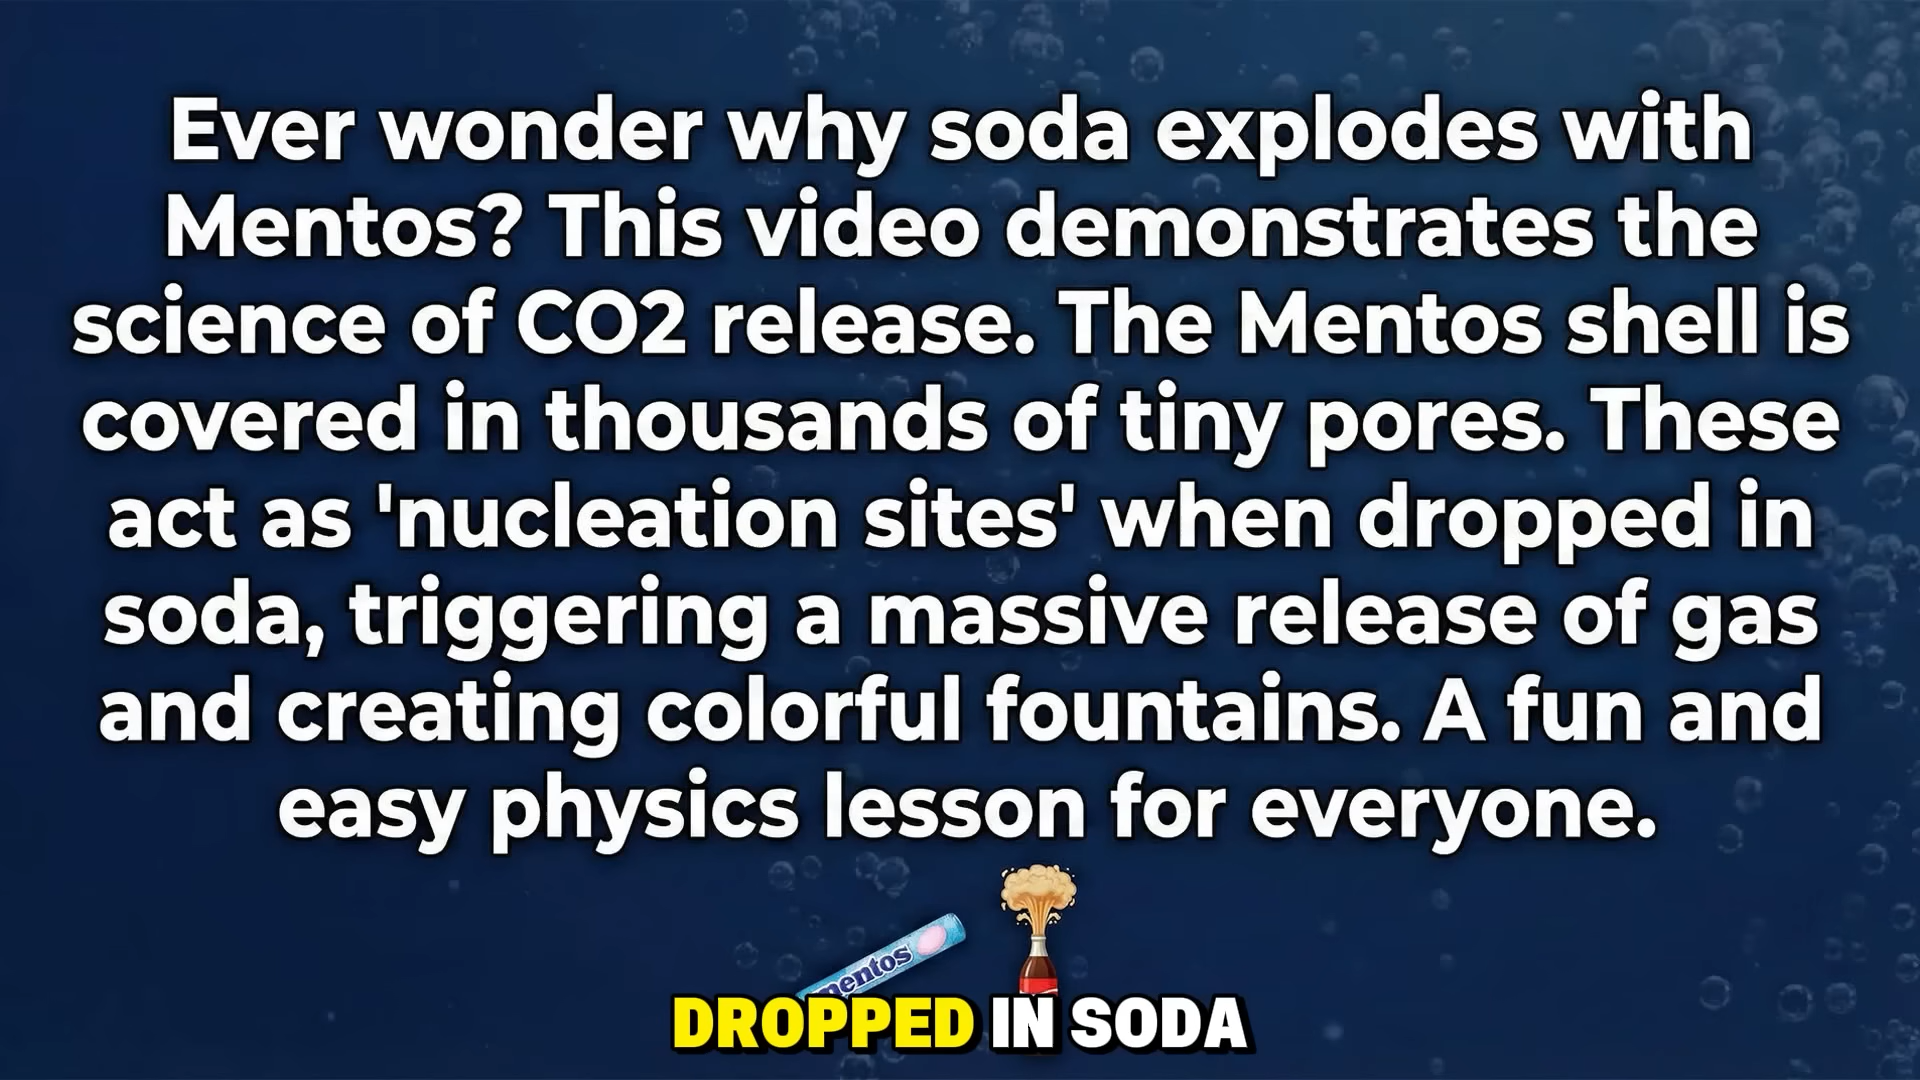 Ever wonder why soda explodes with
Mentos? This video demonstrates the
science of CO2 release. The Mentos shell is
covered in thousands of tiny pores. These
act as 'nucleation sites' when dropped in
soda, triggering a massive release of gas
and creating colorful fountains. A fun and
easy physics lesson for everyone.
mentos
DROPPED IN SODA